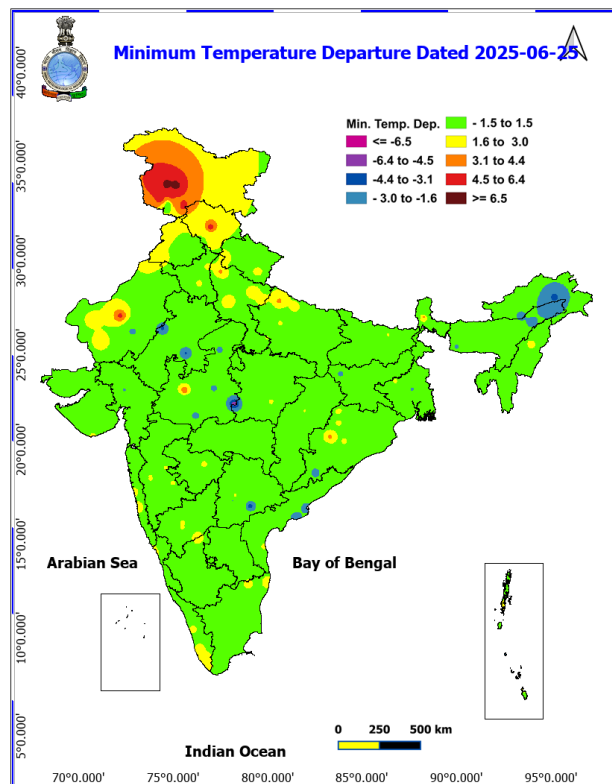 Minimum Temperature Departure Dated 2025-06-25
Min. Temp. Dep.
<= -6.5
-6.4 to -4.5
-4.4 to -3.1
- 3.0 to -1.6
- 1.5 to 1.5
1.6 to 3.0
3.1 to 4.4
4.5 to 6.4
>= 6.5
40°0.000'
35°0.000'
30°0.000'
25°0.000'
20°0.000'
15°0.000'
10°0.000'
5°0.000'
Arabian Sea
Bay of Bengal
0 250 500 km
Indian Ocean
70°0.000' 75°0.000' 80°0.000' 85°0.000' 90°0.000' 95°0.000'